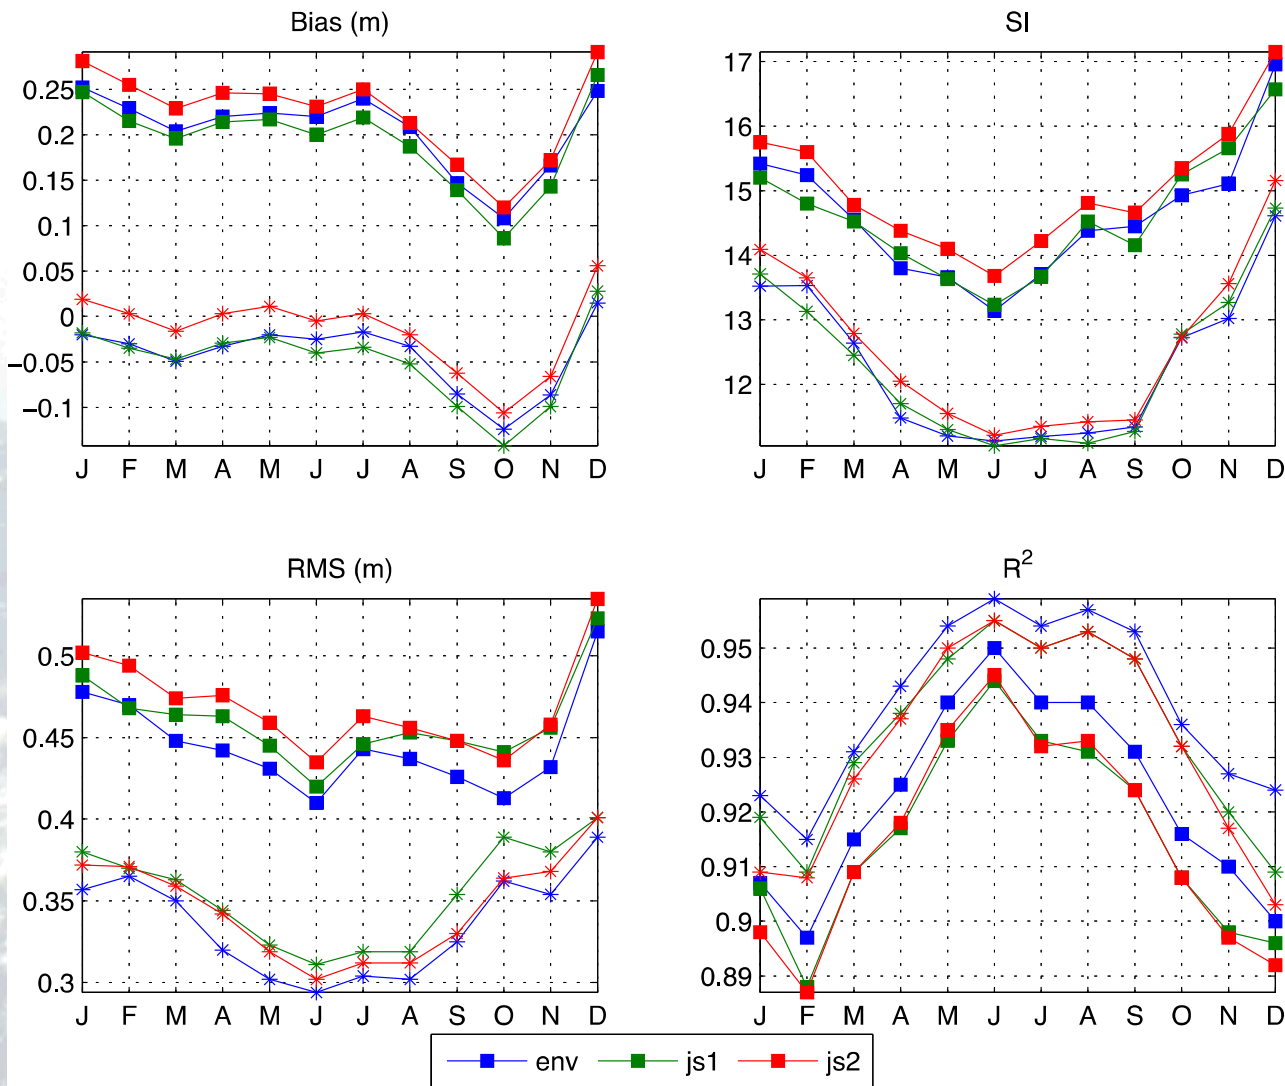 Bias (m)
0.25
0.2
0.15
0.1
0.05
0
−0.05
−0.1
J F M A M J J A S O N D
SI
17
16
15
14
13
12
J F M A M J J A S O N D
RMS (m)
0.5
0.45
0.4
0.35
0.3
J F M A M J J A S O N D
R²
0.95
0.94
0.93
0.92
0.91
0.9
0.89
J F M A M J J A S O N D
env js1 js2